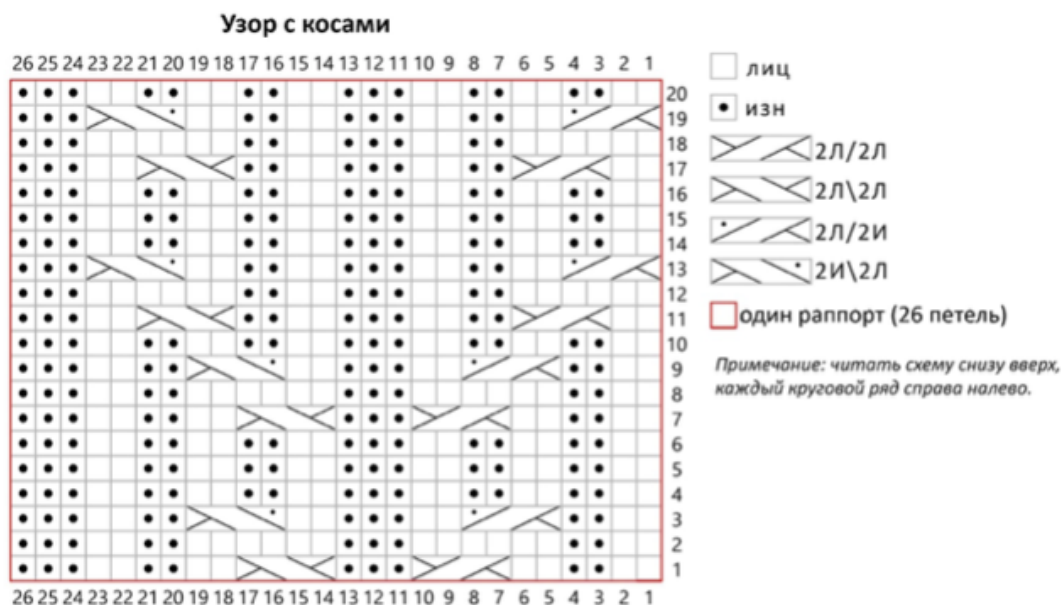 Узор с косами
26 25 24 23 22 21 20 19 18 17 16 15 14 13 12 11 10 9 8 7 6 5 4 3 2 1
20
19
18
17
16
15
14
13
12
11
10
9
8
7
6
5
4
3
2
1
26 25 24 23 22 21 20 19 18 17 16 15 14 13 12 11 10 9 8 7 6 5 4 3 2 1
лиц
изн
2Л/2Л
2Л\2Л
2Л/2И
2И\2Л
один раппорт (26 петель)
Примечание: читать схему снизу вверх,
каждый круговой ряд справа налево.